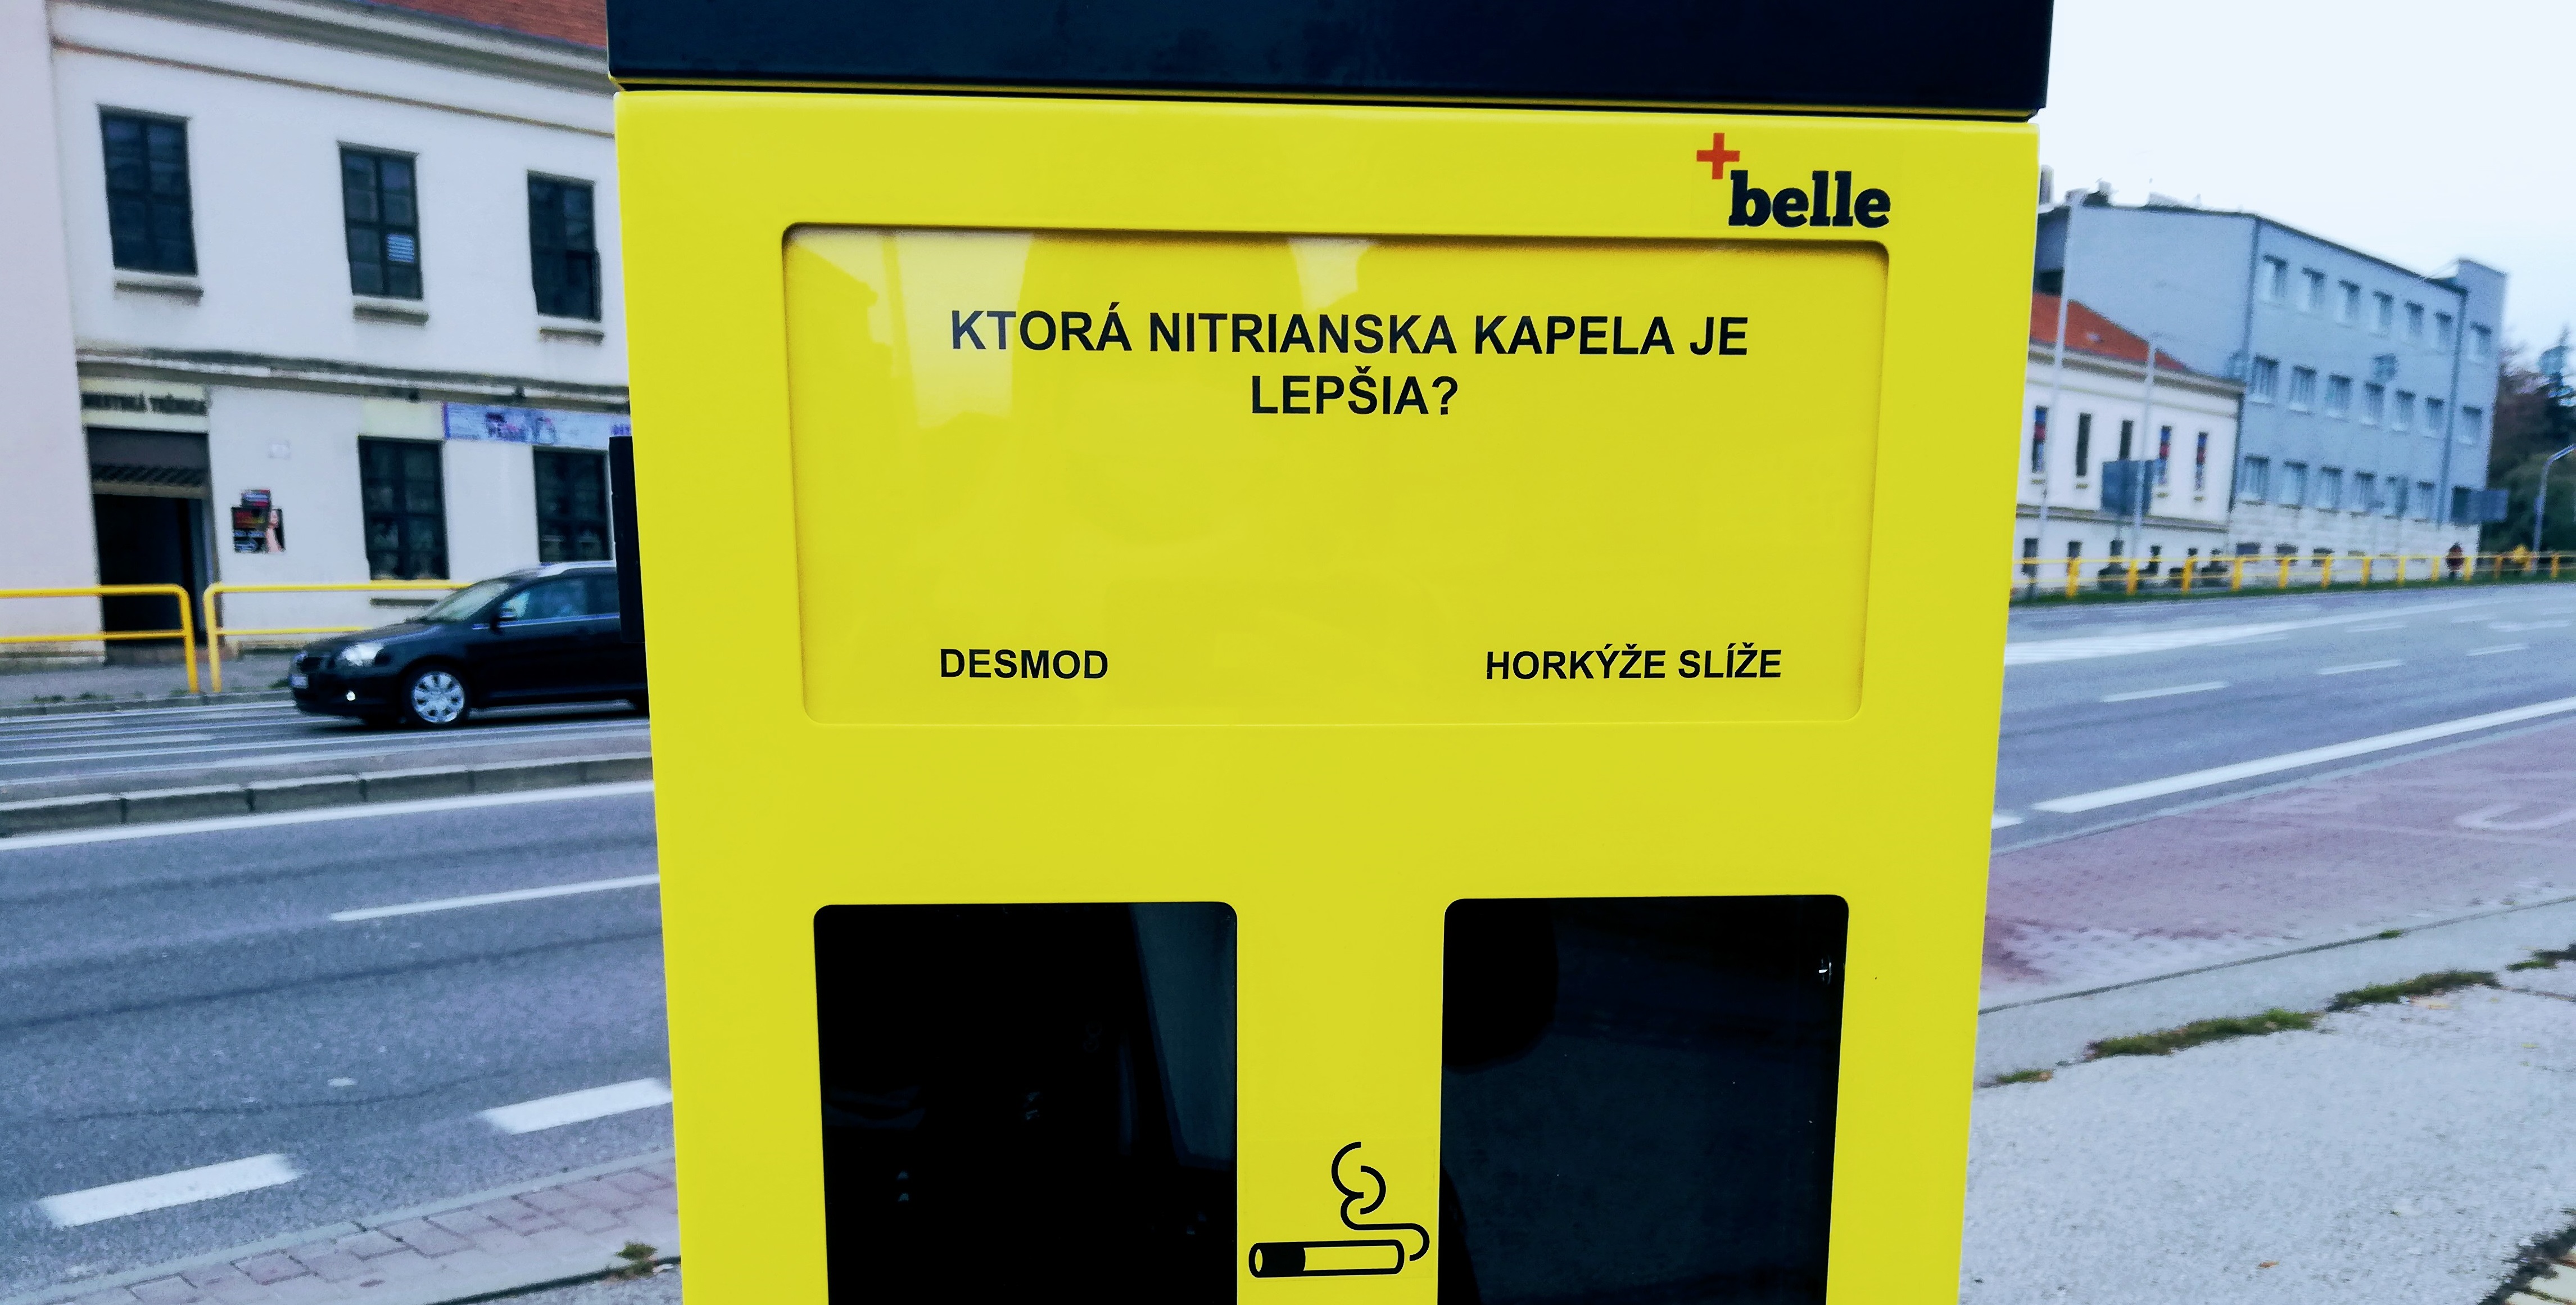 +belle
KTORÁ NITRIANSKA KAPELA JE
LEPŠIA?
DESMOD
HORKÝŽE SLÍŽE